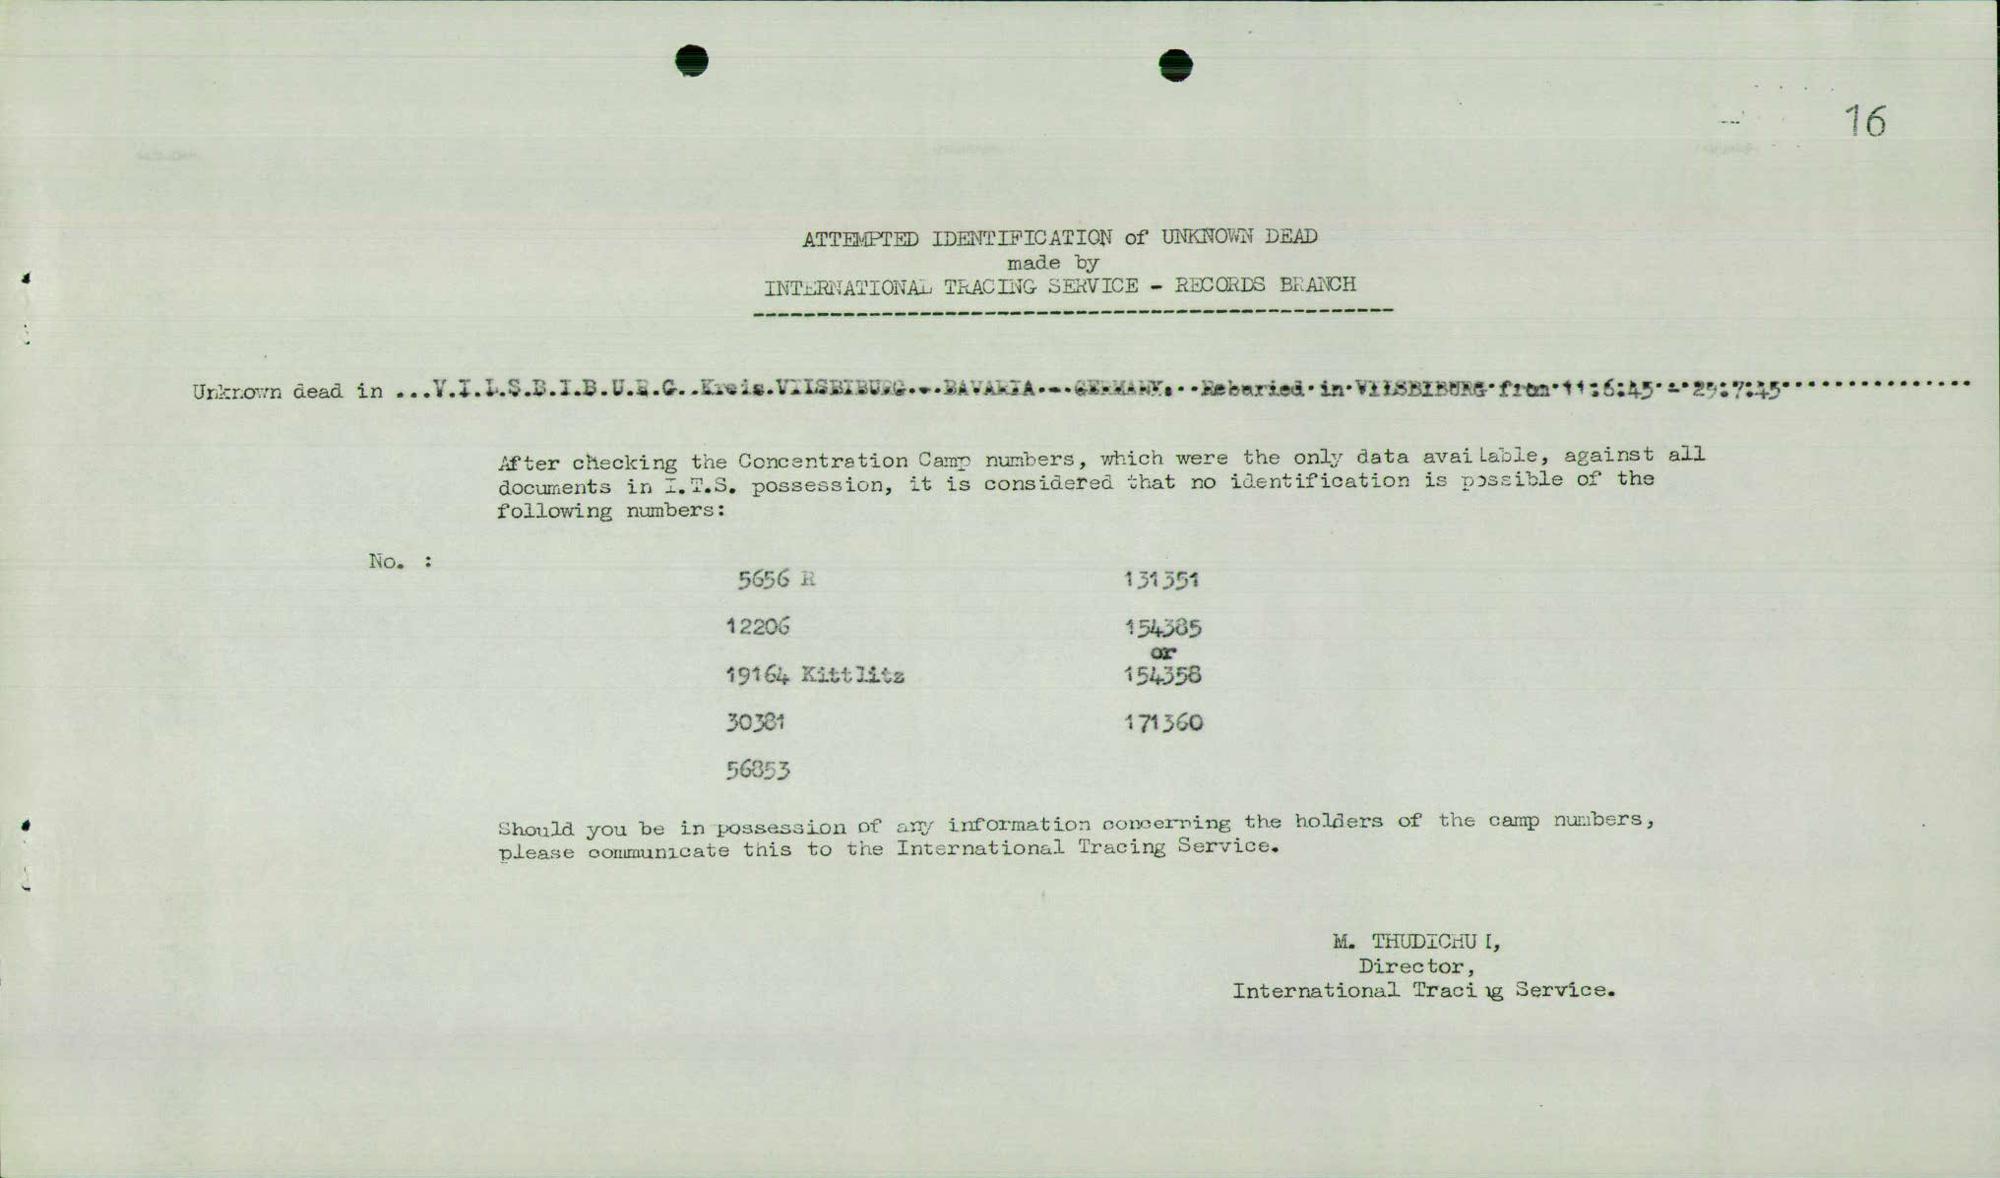 16
ATTEMPTED IDENTIFICATION of UNKNOWN DEAD
made by
INTERNATIONAL TRACING SERVICE - RECORDS BRANCH
Unknown dead in ...V.I.L.S.B.I.B.U.R.G..Kreis.VILSBIBURG.-.BAVARIA.-.GERMANY...Reburied.in.VILSBIBURG.from.11.6.45.-.25.7.45
After checking the Concentration Camp numbers, which were the only data available, against all
documents in I.T.S. possession, it is considered that no identification is possible of the
following numbers:
No. :
5656 R 131351
12206 154385
or
19164 Kittlitz 154358
30381 171360
56853
Should you be in possession of any information concerning the holders of the camp numbers,
please communicate this to the International Tracing Service.
M. THUDICHUM,
Director,
International Tracing Service.